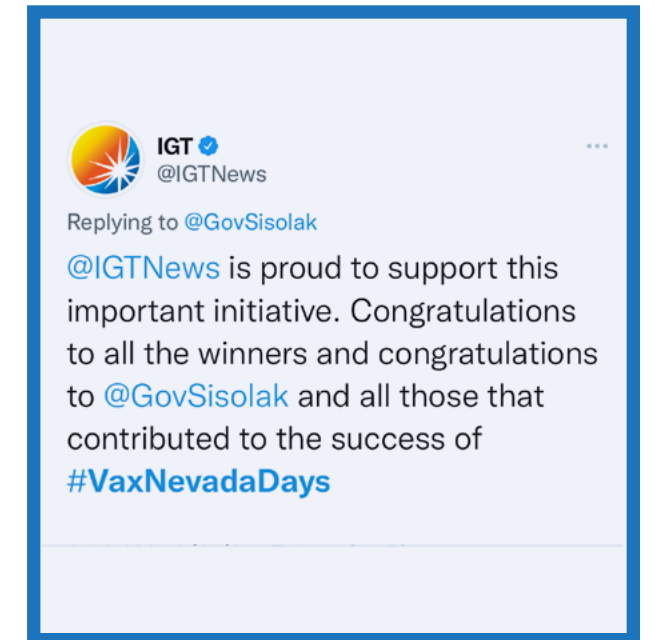 IGT
@IGTNews
Replying to @GovSisolak
@IGTNews is proud to support this
important initiative. Congratulations
to all the winners and congratulations
to @GovSisolak and all those that
contributed to the success of
#VaxNevadaDays